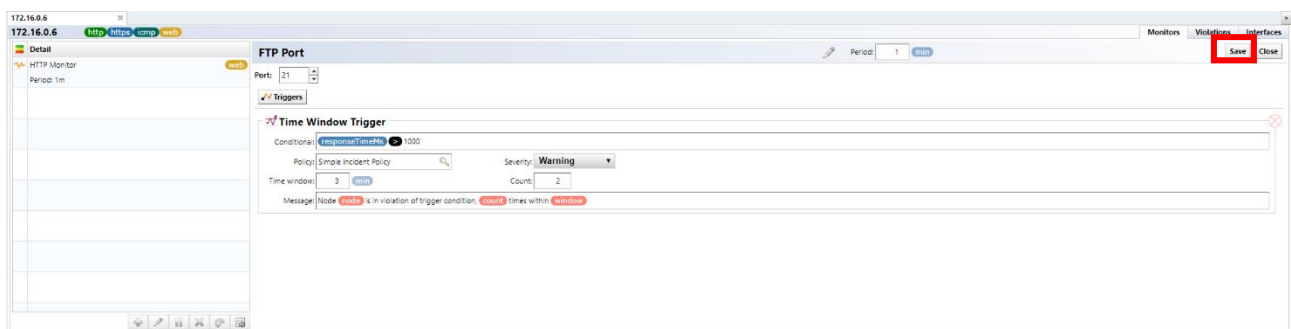 172.16.0.6
172.16.0.6 http https icmp web Monitors Violations Interfaces
Detail
HTTP Monitor web
Period: 1m
FTP Port Period: 1 min Save Close
Port: 21
Triggers
Time Window Trigger
Conditional: responseTimeMs > 1000
Policy: Simple Incident Policy Severity: Warning
Time window: 3 min Count: 2
Message: Node node is in violation of trigger condition, count times within window